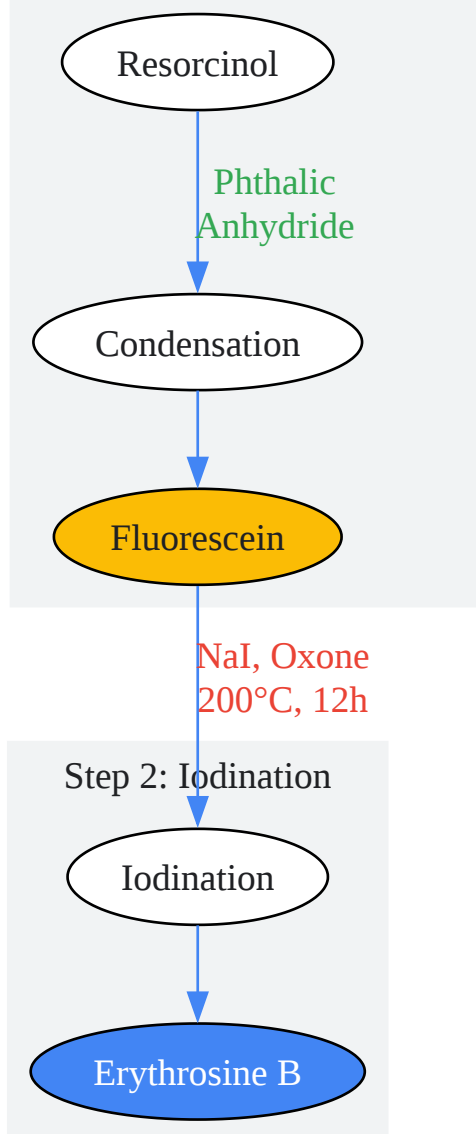 Resorcinol
Phthalic
Anhydride
Condensation
Fluorescein
NaI, Oxone
200°C, 12h
Step 2: Iodination
Iodination
Erythrosine B